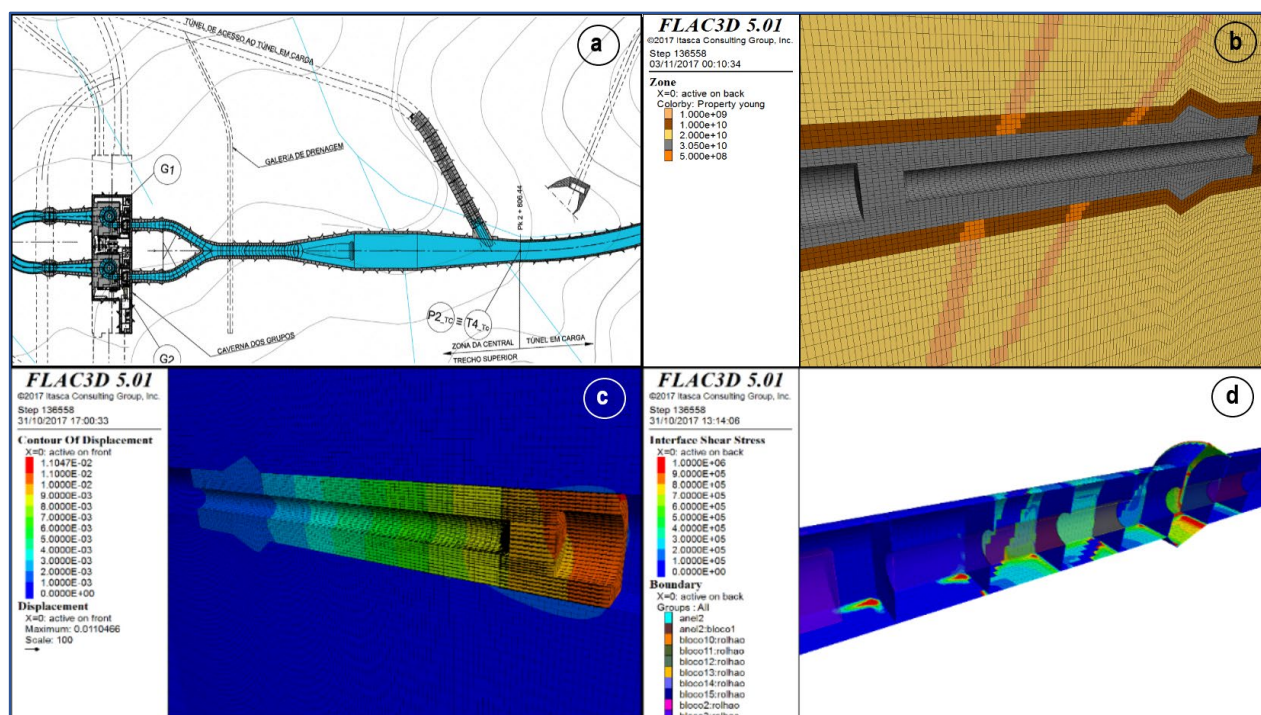 a
TÚNEL DE ACESSO AO TÚNEL EM CARGA
G1
GALERIA DE DRENAGEM
Pk 2 + 606.44
P2_TC ≡ T4_Tc
G2
CAVERNA DOS GRUPOS
ZONA DA CENTRAL
TÚNEL EM CARGA
TRECHO SUPERIOR
FLAC3D 5.01
©2017 Itasca Consulting Group, Inc.
Step 136558
03/11/2017 00:10:34
Zone
X=0: active on back
Colorby: Property young
1.000e+09
1.000e+10
2.000e+10
3.050e+10
5.000e+08
b
FLAC3D 5.01
©2017 Itasca Consulting Group, Inc.
Step 136558
31/10/2017 17:00:33
Contour Of Displacement
X=0: active on front
1.1047E-02
1.1000E-02
1.0000E-02
9.0000E-03
8.0000E-03
7.0000E-03
6.0000E-03
5.0000E-03
4.0000E-03
3.0000E-03
2.0000E-03
1.0000E-03
0.0000E+00
Displacement
X=0: active on front
Maximum: 0.0110466
Scale: 100
c
FLAC3D 5.01
©2017 Itasca Consulting Group, Inc.
Step 136558
31/10/2017 13:14:06
Interface Shear Stress
X=0: active on back
1.0000E+06
9.0000E+05
8.0000E+05
7.0000E+05
6.0000E+05
5.0000E+05
4.0000E+05
3.0000E+05
2.0000E+05
1.0000E+05
0.0000E+00
Boundary
X=0: active on back
Groups : All
anel2
anel2:bloco1
bloco10:rolhao
bloco11:rolhao
bloco12:rolhao
bloco13:rolhao
bloco14:rolhao
bloco15:rolhao
bloco2:rolhao
d